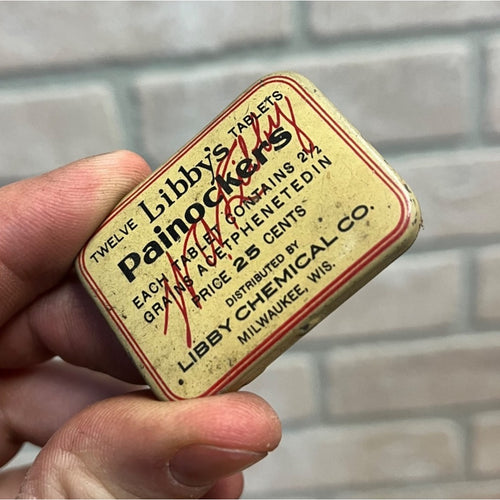 TWELVE Libby's TABLETS
Painockers
EACH TABLET CONTAINS 2½
GRAINS ACETPHENETEDIN
PRICE 25 CENTS
DISTRIBUTED BY
LIBBY CHEMICAL CO.
MILWAUKEE, WIS.